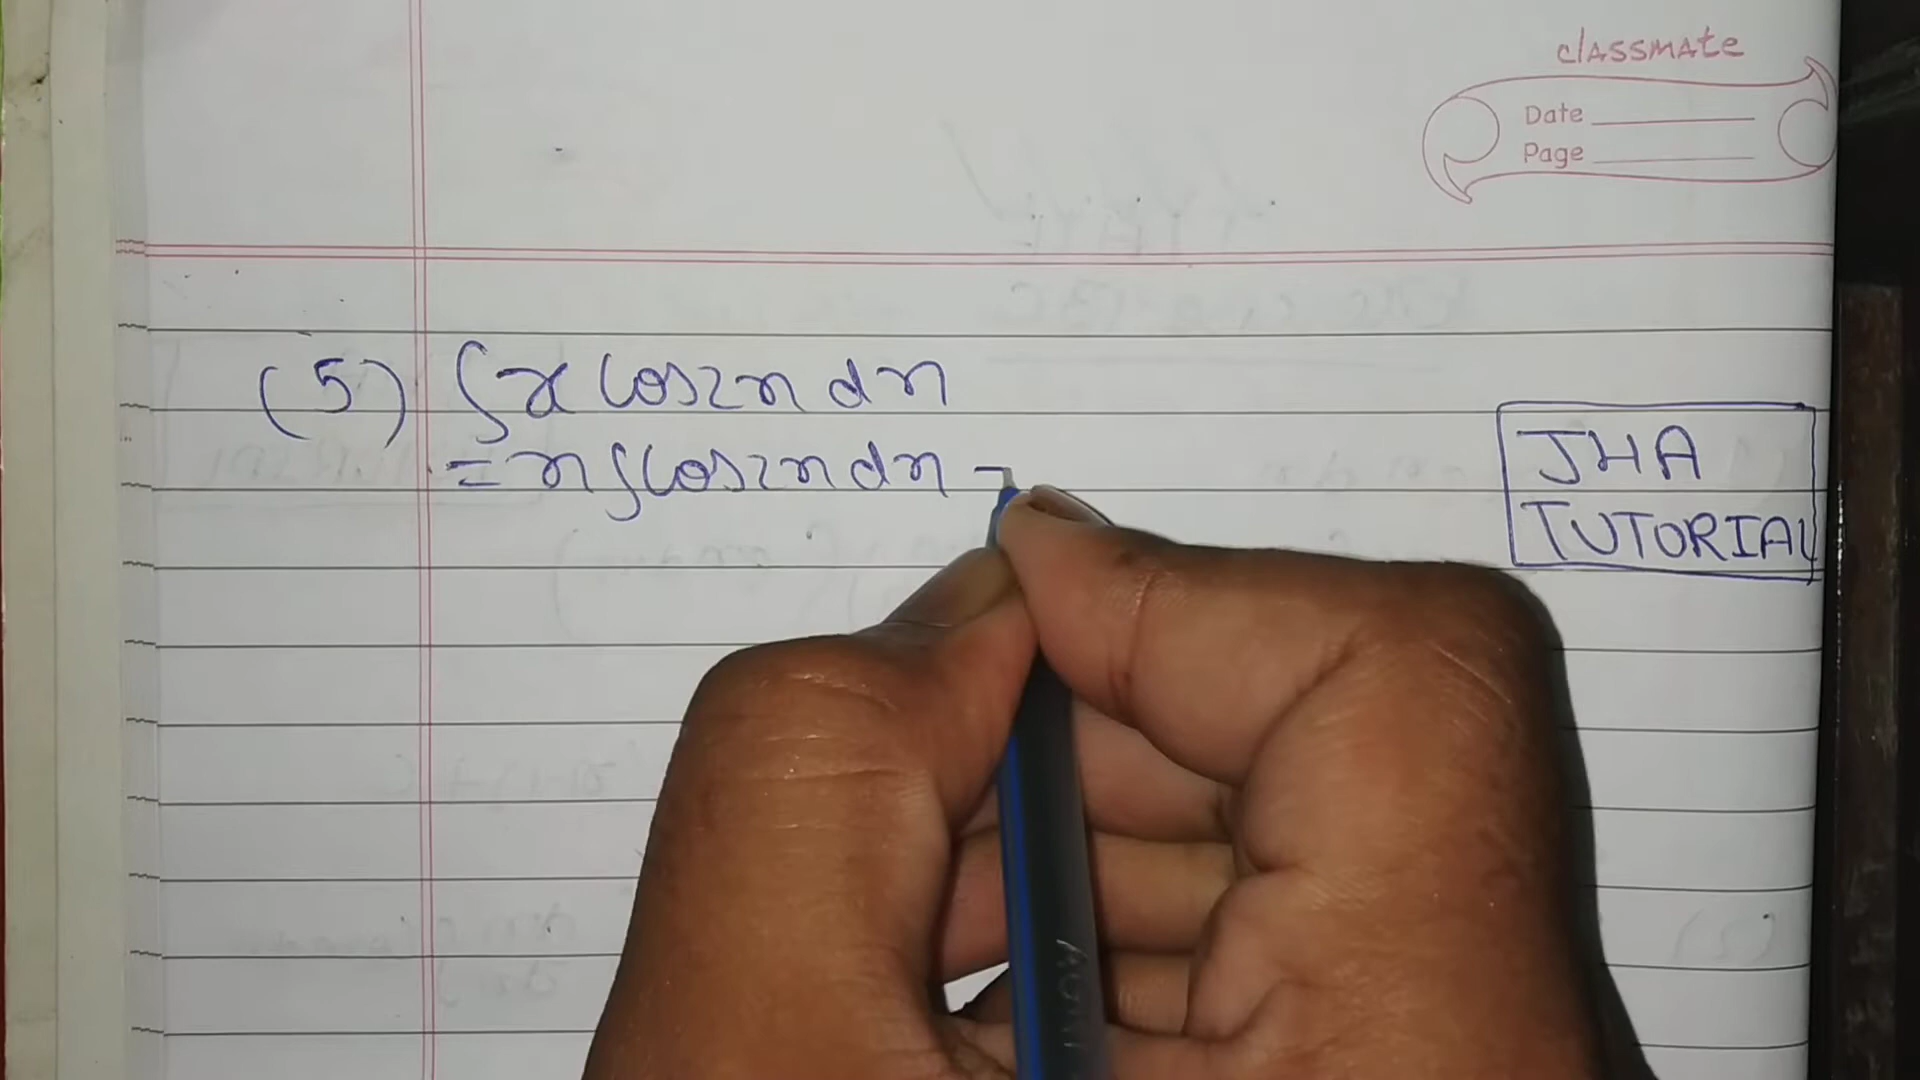 classmate
Date
Page
(5) ∫x cos2x dx
= x ∫cos2x dx -
JHA
TUTORIAL